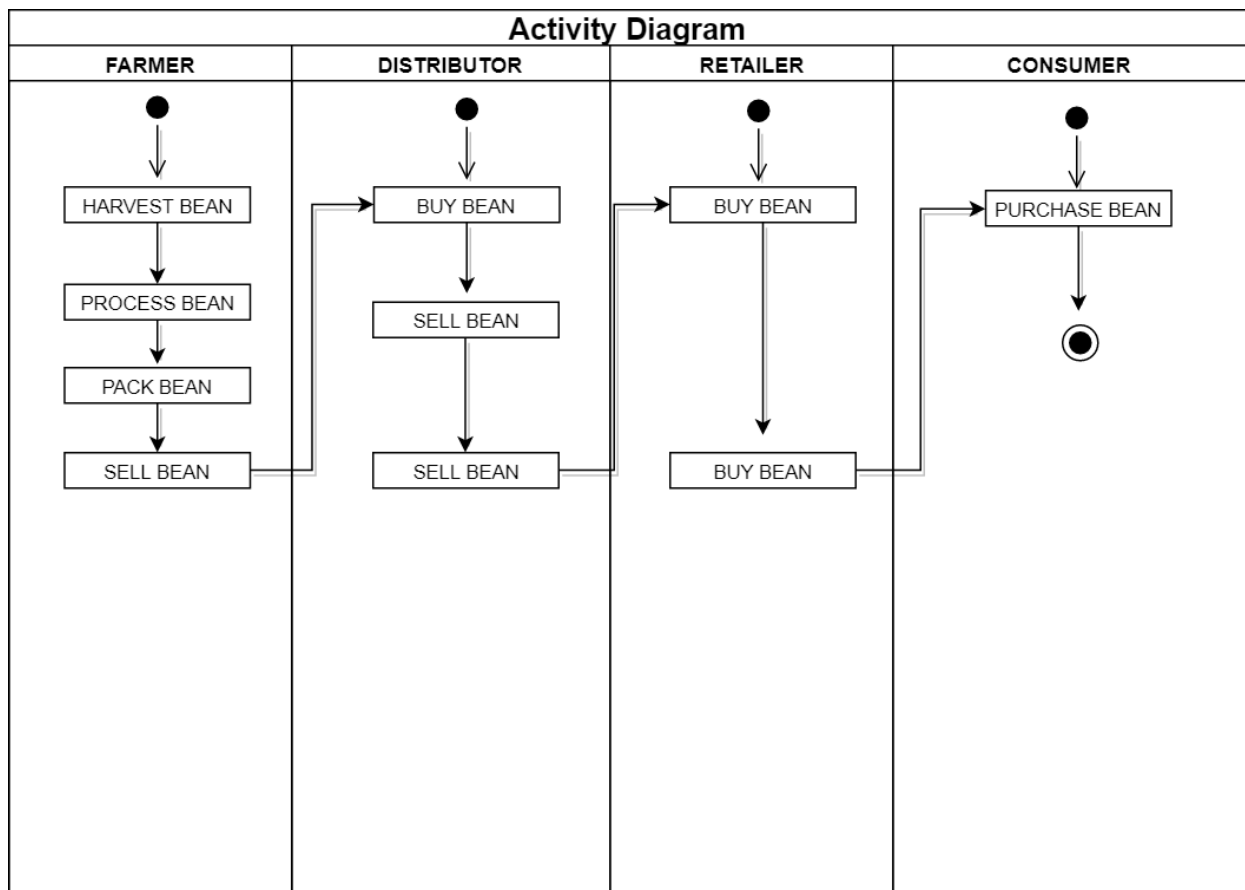 Activity Diagram
FARMER
DISTRIBUTOR
RETAILER
CONSUMER
HARVEST BEAN
PROCESS BEAN
PACK BEAN
SELL BEAN
BUY BEAN
SELL BEAN
SELL BEAN
BUY BEAN
BUY BEAN
PURCHASE BEAN